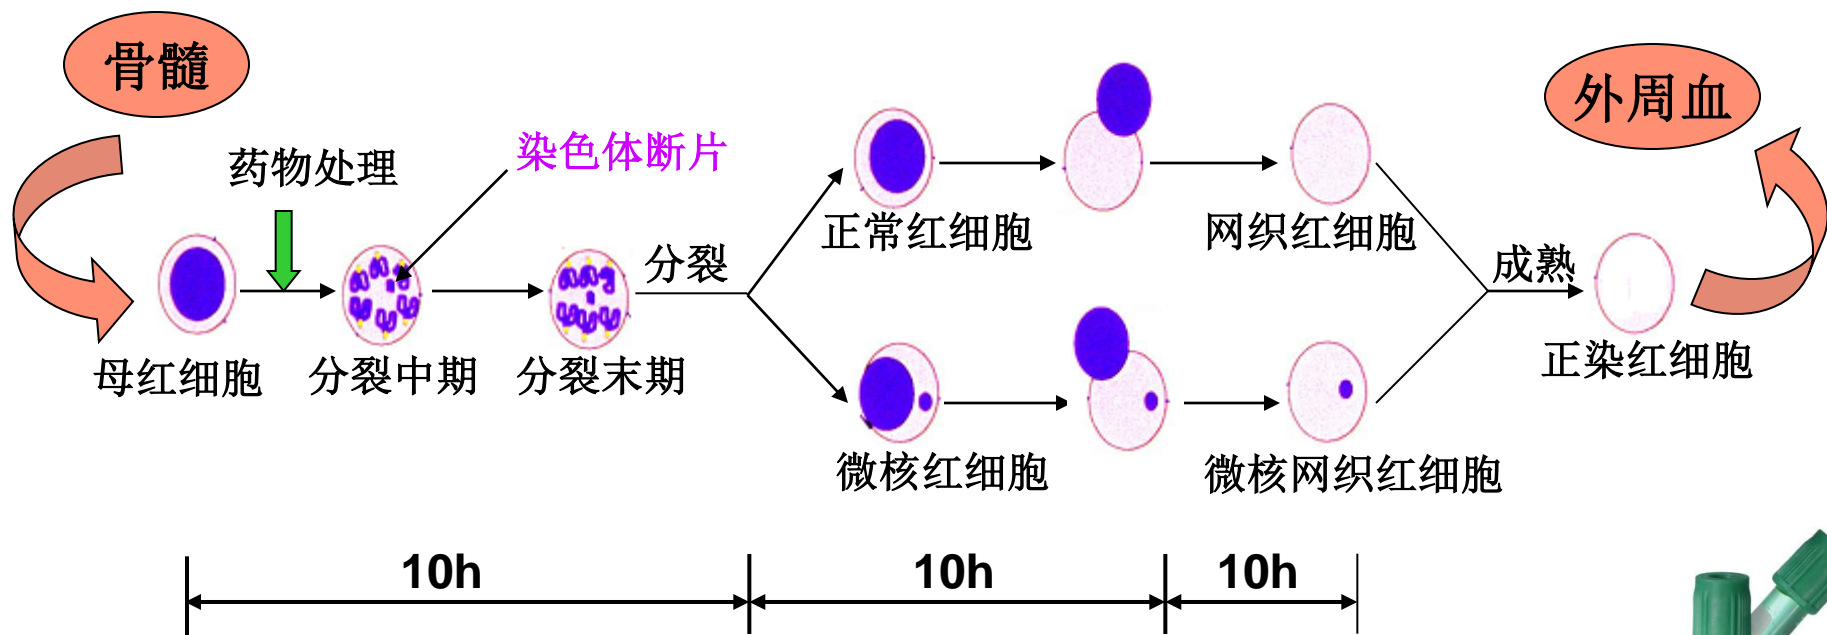 骨髓
外周血
药物处理
染色体断片
分裂
正常红细胞
网织红细胞
成熟
母红细胞
分裂中期
分裂末期
正染红细胞
微核红细胞
微核网织红细胞
10h
10h
10h